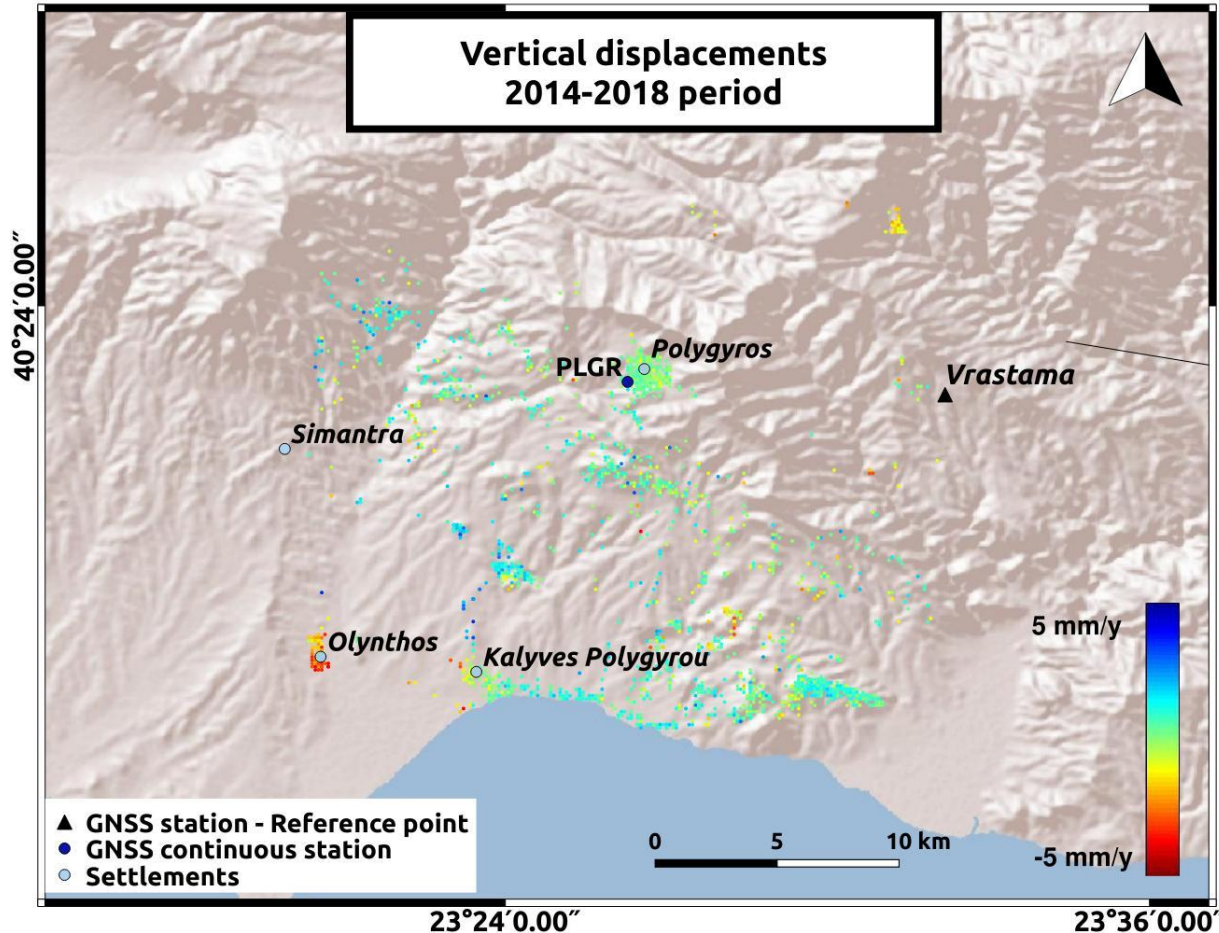 Vertical displacements
2014-2018 period
40°24′0.00″
Polygyros
PLGR
Vrastama
Simantra
Olynthos
Kalyves Polygyrou
5 mm/y
-5 mm/y
GNSS station - Reference point
GNSS continuous station
Settlements
0 5 10 km
23°24′0.00″ 23°36′0.00″